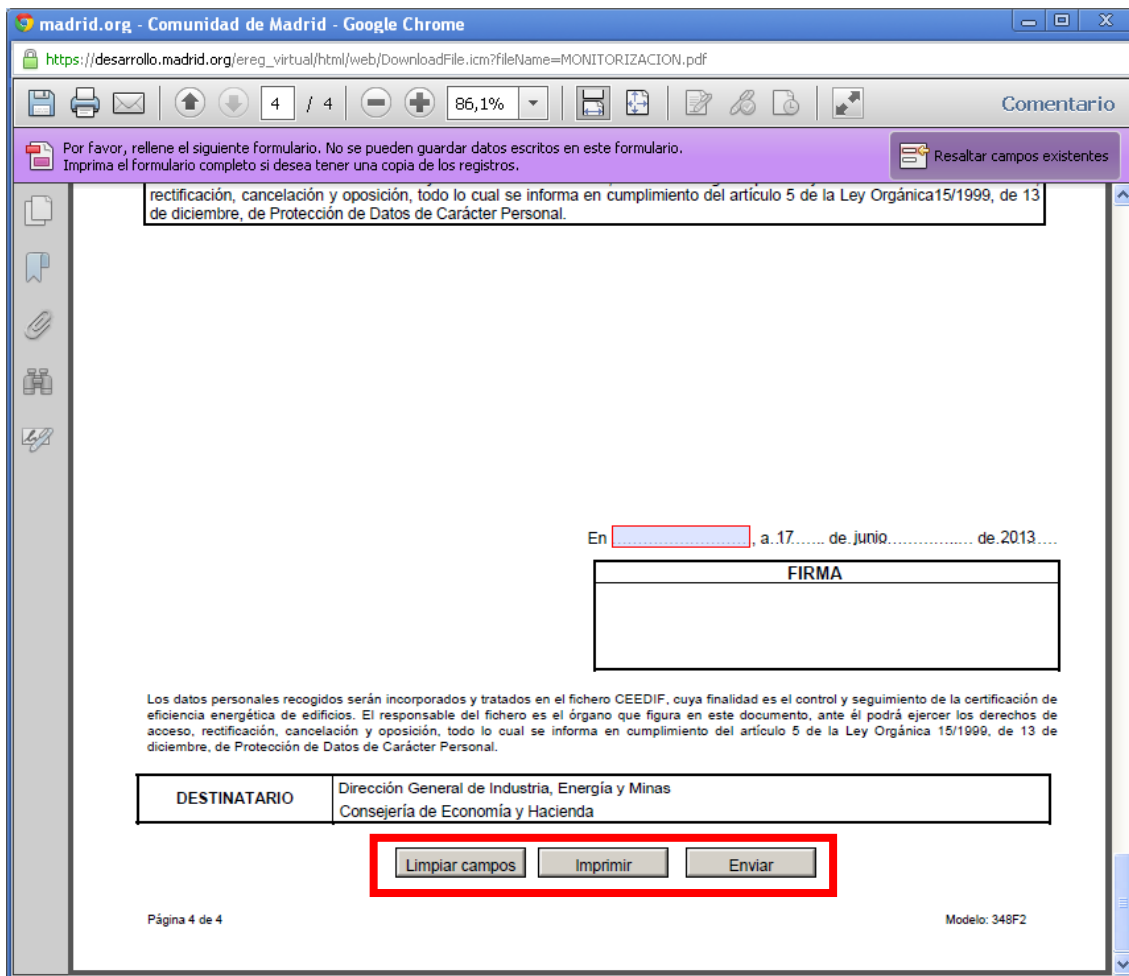 madrid.org - Comunidad de Madrid - Google Chrome
https://desarrollo.madrid.org/ereg_virtual/html/web/DownloadFile.icm?fileName=MONITORIZACION.pdf
4 / 4 86,1% Comentario
Por favor, rellene el siguiente formulario. No se pueden guardar datos escritos en este formulario.
Imprima el formulario completo si desea tener una copia de los registros.
Resaltar campos existentes
rectificación, cancelación y oposición, todo lo cual se informa en cumplimiento del artículo 5 de la Ley Orgánica15/1999, de 13
de diciembre, de Protección de Datos de Carácter Personal.
En ........................, a.17...... de.junio................. de.2013....
FIRMA
Los datos personales recogidos serán incorporados y tratados en el fichero CEEDIF, cuya finalidad es el control y seguimiento de la certificación de
eficiencia energética de edificios. El responsable del fichero es el órgano que figura en este documento, ante él podrá ejercer los derechos de
acceso, rectificación, cancelación y oposición, todo lo cual se informa en cumplimiento del artículo 5 de la Ley Orgánica 15/1999, de 13 de
diciembre, de Protección de Datos de Carácter Personal.
DESTINATARIO
Dirección General de Industria, Energía y Minas
Consejería de Economía y Hacienda
Limpiar campos Imprimir Enviar
Página 4 de 4 Modelo: 348F2